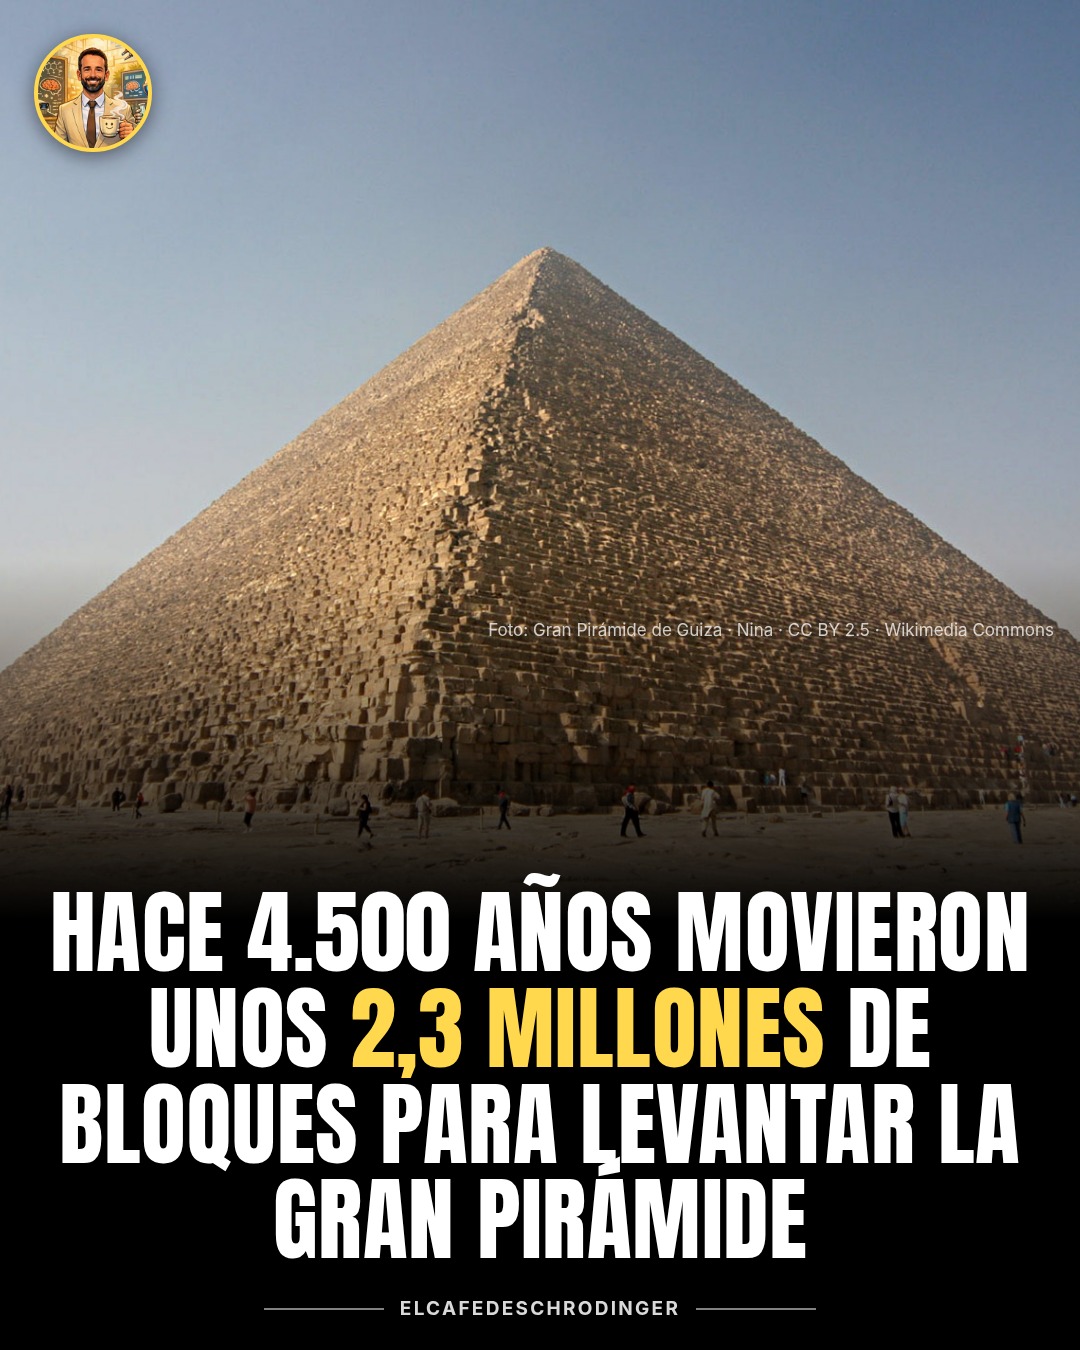 Foto: Gran Pirámide de Guiza · Nina · CC BY 2.5 · Wikimedia Commons
HACE 4.500 AÑOS MOVIERON
UNOS 2,3 MILLONES DE
BLOQUES PARA LEVANTAR LA
GRAN PIRÁMIDE
ELCAFEDESCHRODINGER